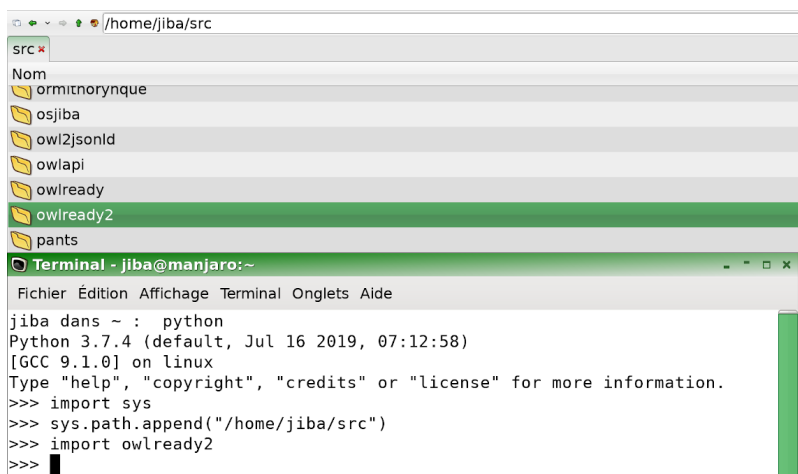 /home/jiba/src
src
Nom
ormithorynque
osjiba
owl2jsonld
owlapi
owlready
owlready2
pants
Terminal - jiba@manjaro:~
Fichier Édition Affichage Terminal Onglets Aide
jiba dans ~ :  python
Python 3.7.4 (default, Jul 16 2019, 07:12:58)
[GCC 9.1.0] on linux
Type "help", "copyright", "credits" or "license" for more information.
>>> import sys
>>> sys.path.append("/home/jiba/src")
>>> import owlready2
>>>